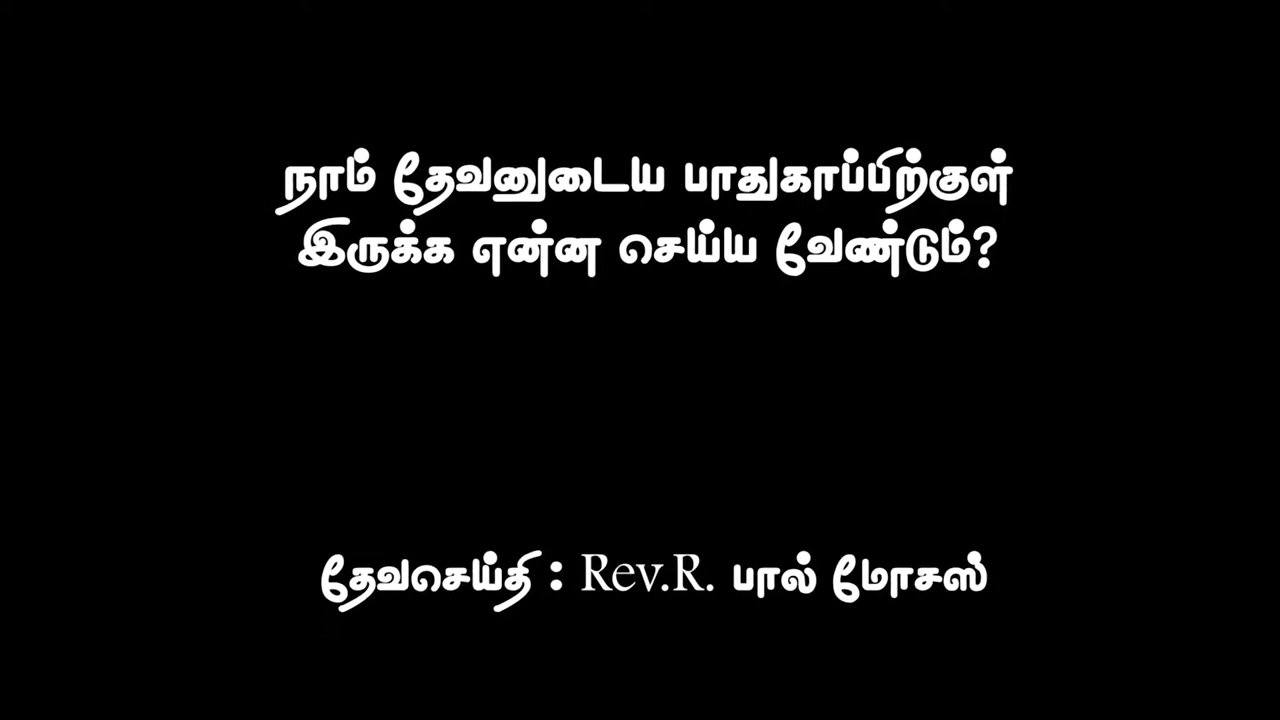 நாம் தேவனுடைய பாதுகாப்பிற்குள்
இருக்க என்ன செய்ய வேண்டும்?
தேவசெய்தி : Rev.R. பால் மோசஸ்